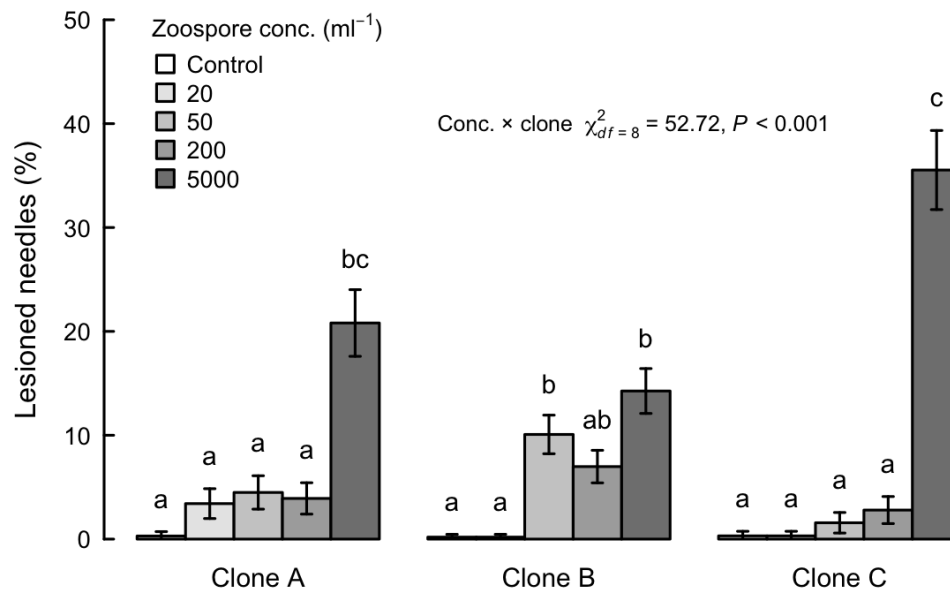 Lesioned needles (%)
50
40
30
20
10
0
Zoospore conc. (ml⁻¹)
Control
20
50
200
5000
Conc. × clone χ²df = 8 = 52.72, P < 0.001
a
a
a
a
bc
a
a
b
ab
b
a
a
a
a
c
Clone A
Clone B
Clone C